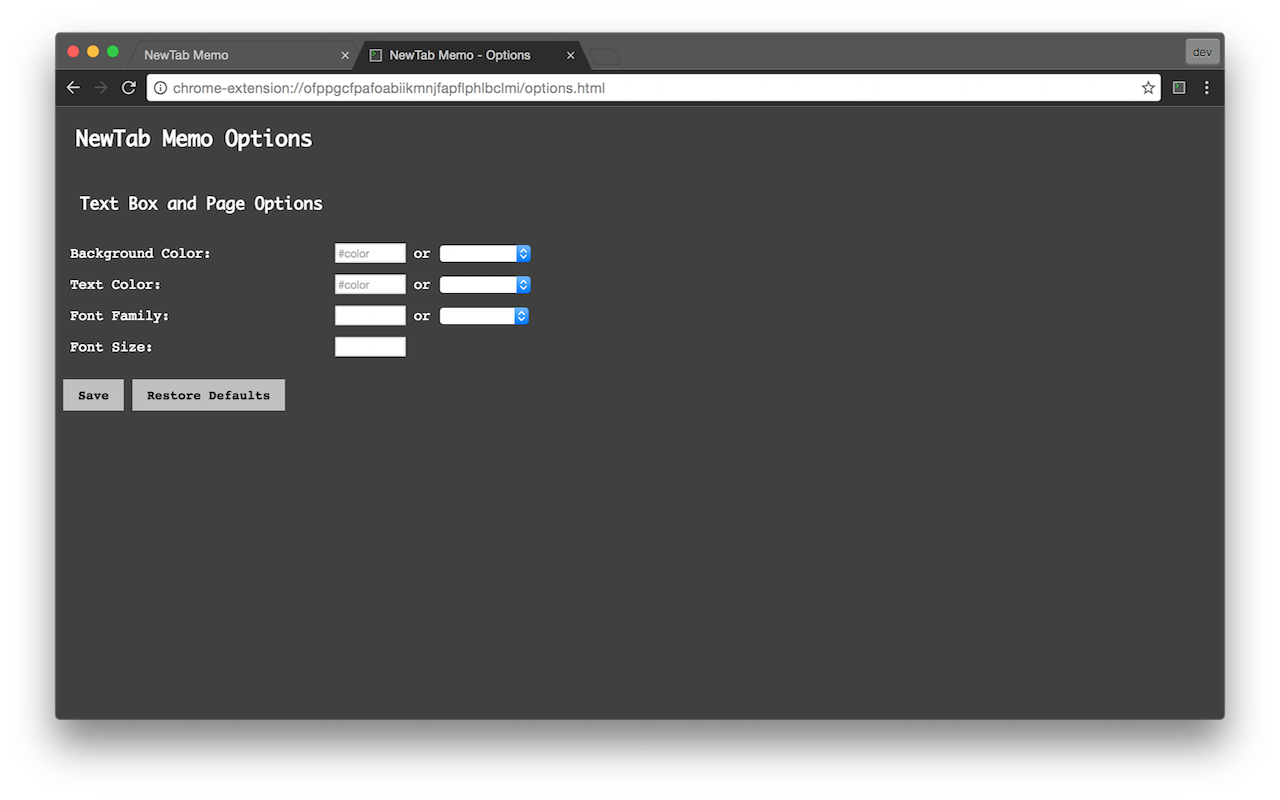 NewTab Memo
NewTab Memo - Options
dev
chrome-extension://ofppgcfpafoabiikmnjfapflphlbclmi/options.html
NewTab Memo Options
Text Box and Page Options
Background Color: #color or
Text Color: #color or
Font Family: or
Font Size:
Save Restore Defaults